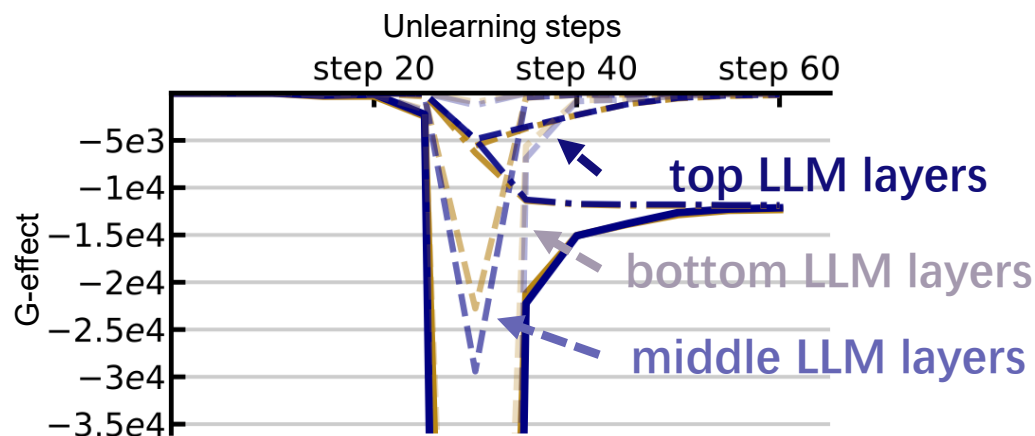 Unlearning steps
step 20 step 40 step 60
G-effect
−5e3
−1e4
−1.5e4
−2e4
−2.5e4
−3e4
−3.5e4
top LLM layers
bottom LLM layers
middle LLM layers